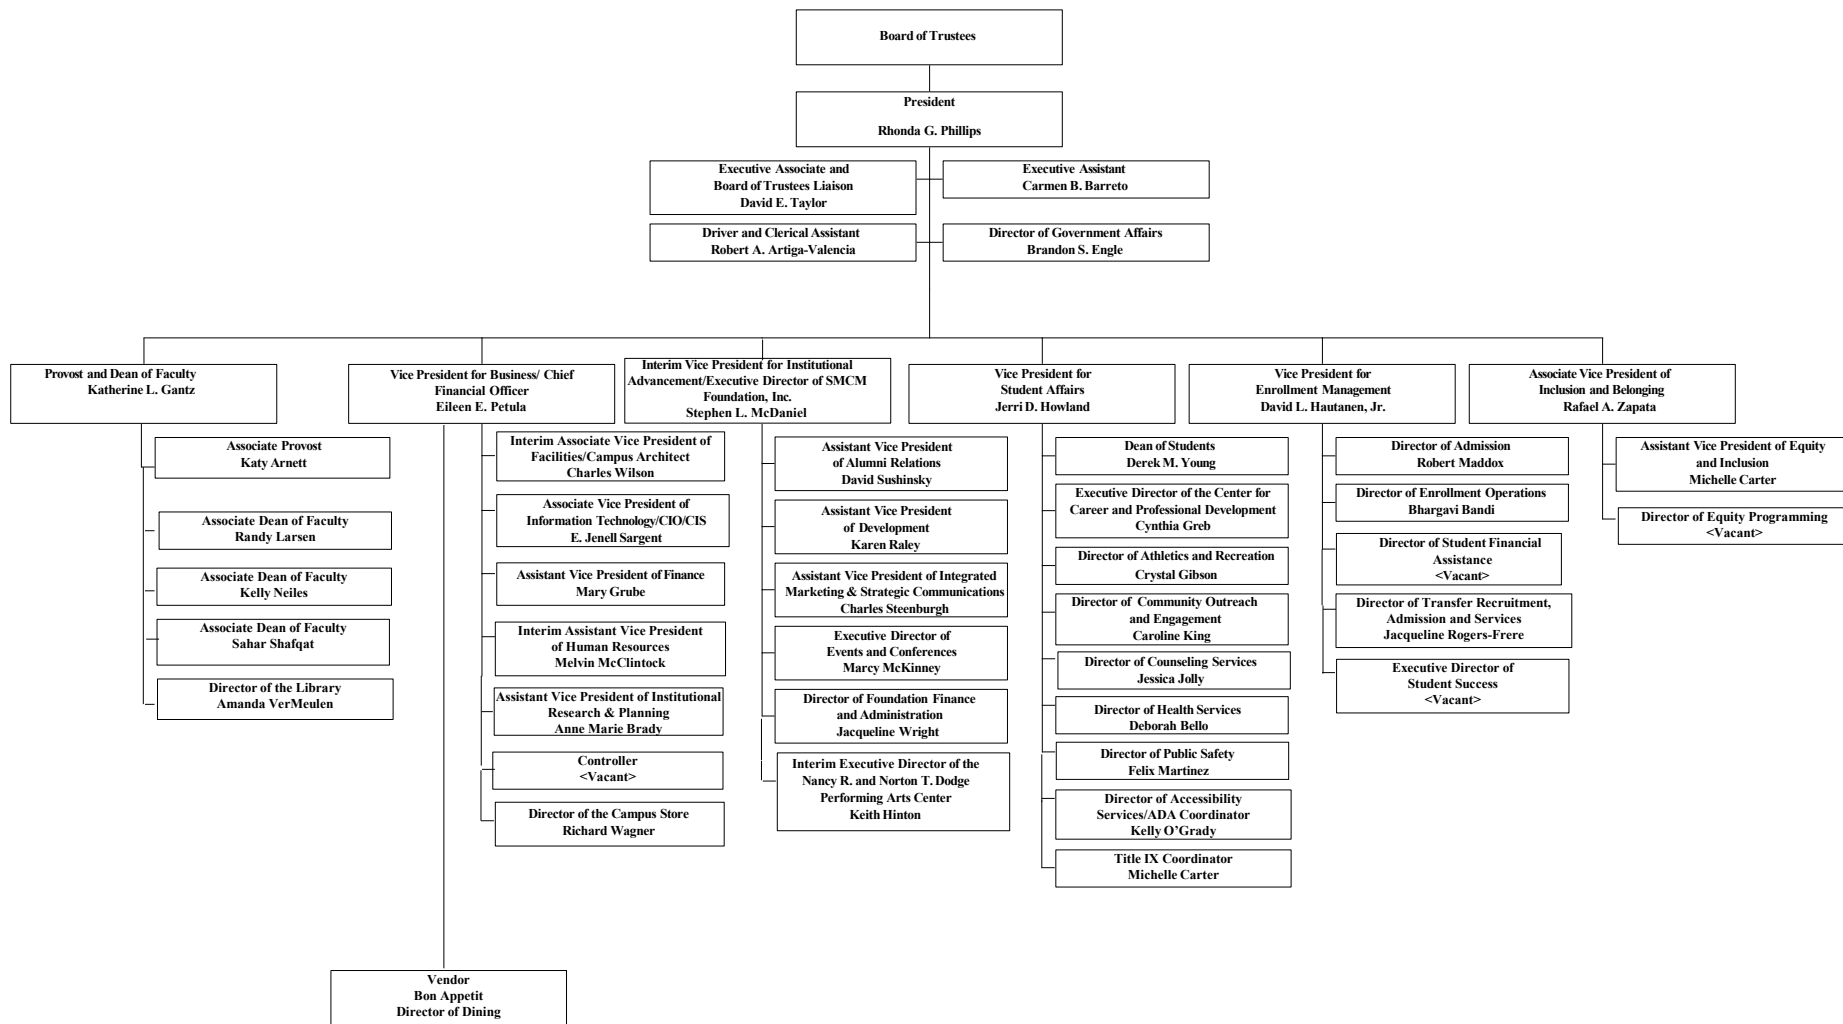 Board of Trustees
President
Rhonda G. Phillips
Executive Associate and
Board of Trustees Liaison
David E. Taylor
Executive Assistant
Carmen B. Barreto
Driver and Clerical Assistant
Robert A. Artiga-Valencia
Director of Government Affairs
Brandon S. Engle
Provost and Dean of Faculty
Katherine L. Gantz
Associate Provost
Katy Arnett
Associate Dean of Faculty
Randy Larsen
Associate Dean of Faculty
Kelly Neiles
Associate Dean of Faculty
Sahar Shafqat
Director of the Library
Amanda VerMeulen
Vice President for Business/ Chief
Financial Officer
Eileen E. Petula
Interim Associate Vice President of
Facilities/Campus Architect
Charles Wilson
Associate Vice President of
Information Technology/CIO/CIS
E. Jenell Sargent
Assistant Vice President of Finance
Mary Grube
Interim Assistant Vice President
of Human Resources
Melvin McClintock
Assistant Vice President of Institutional
Research & Planning
Anne Marie Brady
Controller
<Vacant>
Director of the Campus Store
Richard Wagner
Vendor
Bon Appetit
Director of Dining
Interim Vice President for Institutional
Advancement/Executive Director of SMCM
Foundation, Inc.
Stephen L. McDaniel
Assistant Vice President
of Alumni Relations
David Sushinsky
Assistant Vice President
of Development
Karen Raley
Assistant Vice President of Integrated
Marketing & Strategic Communications
Charles Steenburgh
Executive Director of
Events and Conferences
Marcy McKinney
Director of Foundation Finance
and Administration
Jacqueline Wright
Interim Executive Director of the
Nancy R. and Norton T. Dodge
Performing Arts Center
Keith Hinton
Vice President for
Student Affairs
Jerri D. Howland
Dean of Students
Derek M. Young
Executive Director of the Center for
Career and Professional Development
Cynthia Greb
Director of Athletics and Recreation
Crystal Gibson
Director of Community Outreach
and Engagement
Caroline King
Director of Counseling Services
Jessica Jolly
Director of Health Services
Deborah Bello
Director of Public Safety
Felix Martinez
Director of Accessibility
Services/ADA Coordinator
Kelly O’Grady
Title IX Coordinator
Michelle Carter
Vice President for
Enrollment Management
David L. Hautanen, Jr.
Director of Admission
Robert Maddox
Director of Enrollment Operations
Bhargavi Bandi
Director of Student Financial
Assistance
<Vacant>
Director of Transfer Recruitment,
Admission and Services
Jacqueline Rogers-Frere
Executive Director of
Student Success
<Vacant>
Associate Vice President of
Inclusion and Belonging
Rafael A. Zapata
Assistant Vice President of Equity
and Inclusion
Michelle Carter
Director of Equity Programming
<Vacant>